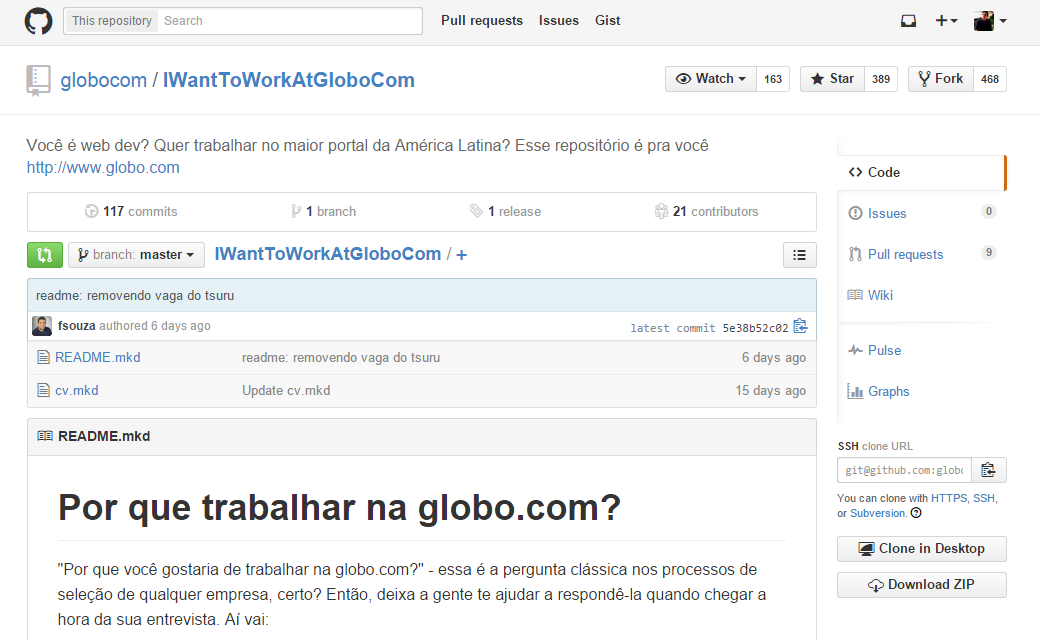 This repository Search Pull requests Issues Gist
globocom / IWantToWorkAtGloboCom Watch 163 Star 389 Fork 468
Você é web dev? Quer trabalhar no maior portal da América Latina? Esse repositório é pra você
http://www.globo.com
117 commits 1 branch 1 release 21 contributors
branch: master IWantToWorkAtGloboCom / +
readme: removendo vaga do tsuru
fsouza authored 6 days ago latest commit 5e38b52c02
README.mkd readme: removendo vaga do tsuru 6 days ago
cv.mkd Update cv.mkd 15 days ago
README.mkd
Por que trabalhar na globo.com?
"Por que você gostaria de trabalhar na globo.com?" - essa é a pergunta clássica nos processos de
seleção de qualquer empresa, certo? Então, deixa a gente te ajudar a respondê-la quando chegar a
hora da sua entrevista. Aí vai:
Code
Issues 0
Pull requests 9
Wiki
Pulse
Graphs
SSH clone URL
git@github.com:globo
You can clone with HTTPS, SSH,
or Subversion.
Clone in Desktop
Download ZIP